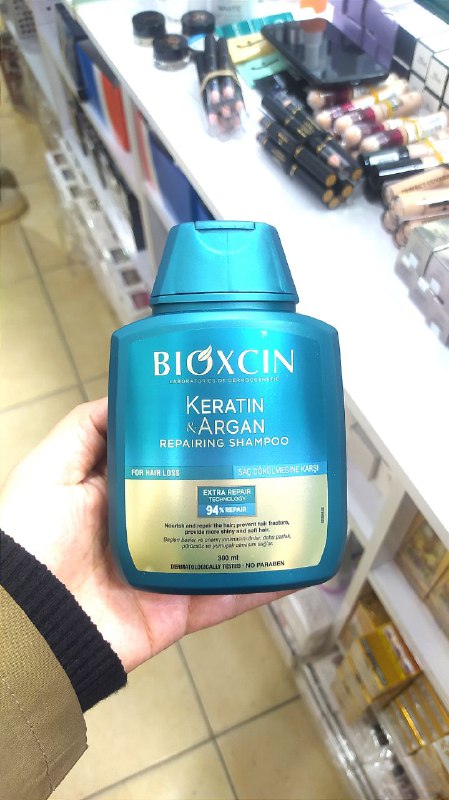 BIOXCIN
LABORATORIES OF DERMOGENETIC
KERATIN
& ARGAN
REPAIRING SHAMPOO
FOR HAIR LOSS
SAÇ DÖKÜLMESİNE KARŞI
EXTRA REPAIR
TECHNOLOGY
94% REPAIR
Nourish and repair the hair; prevent hair fracture,
provide more shiny and soft hair.
300 ml
DERMATOLOGICALLY TESTED - NO PARABEN